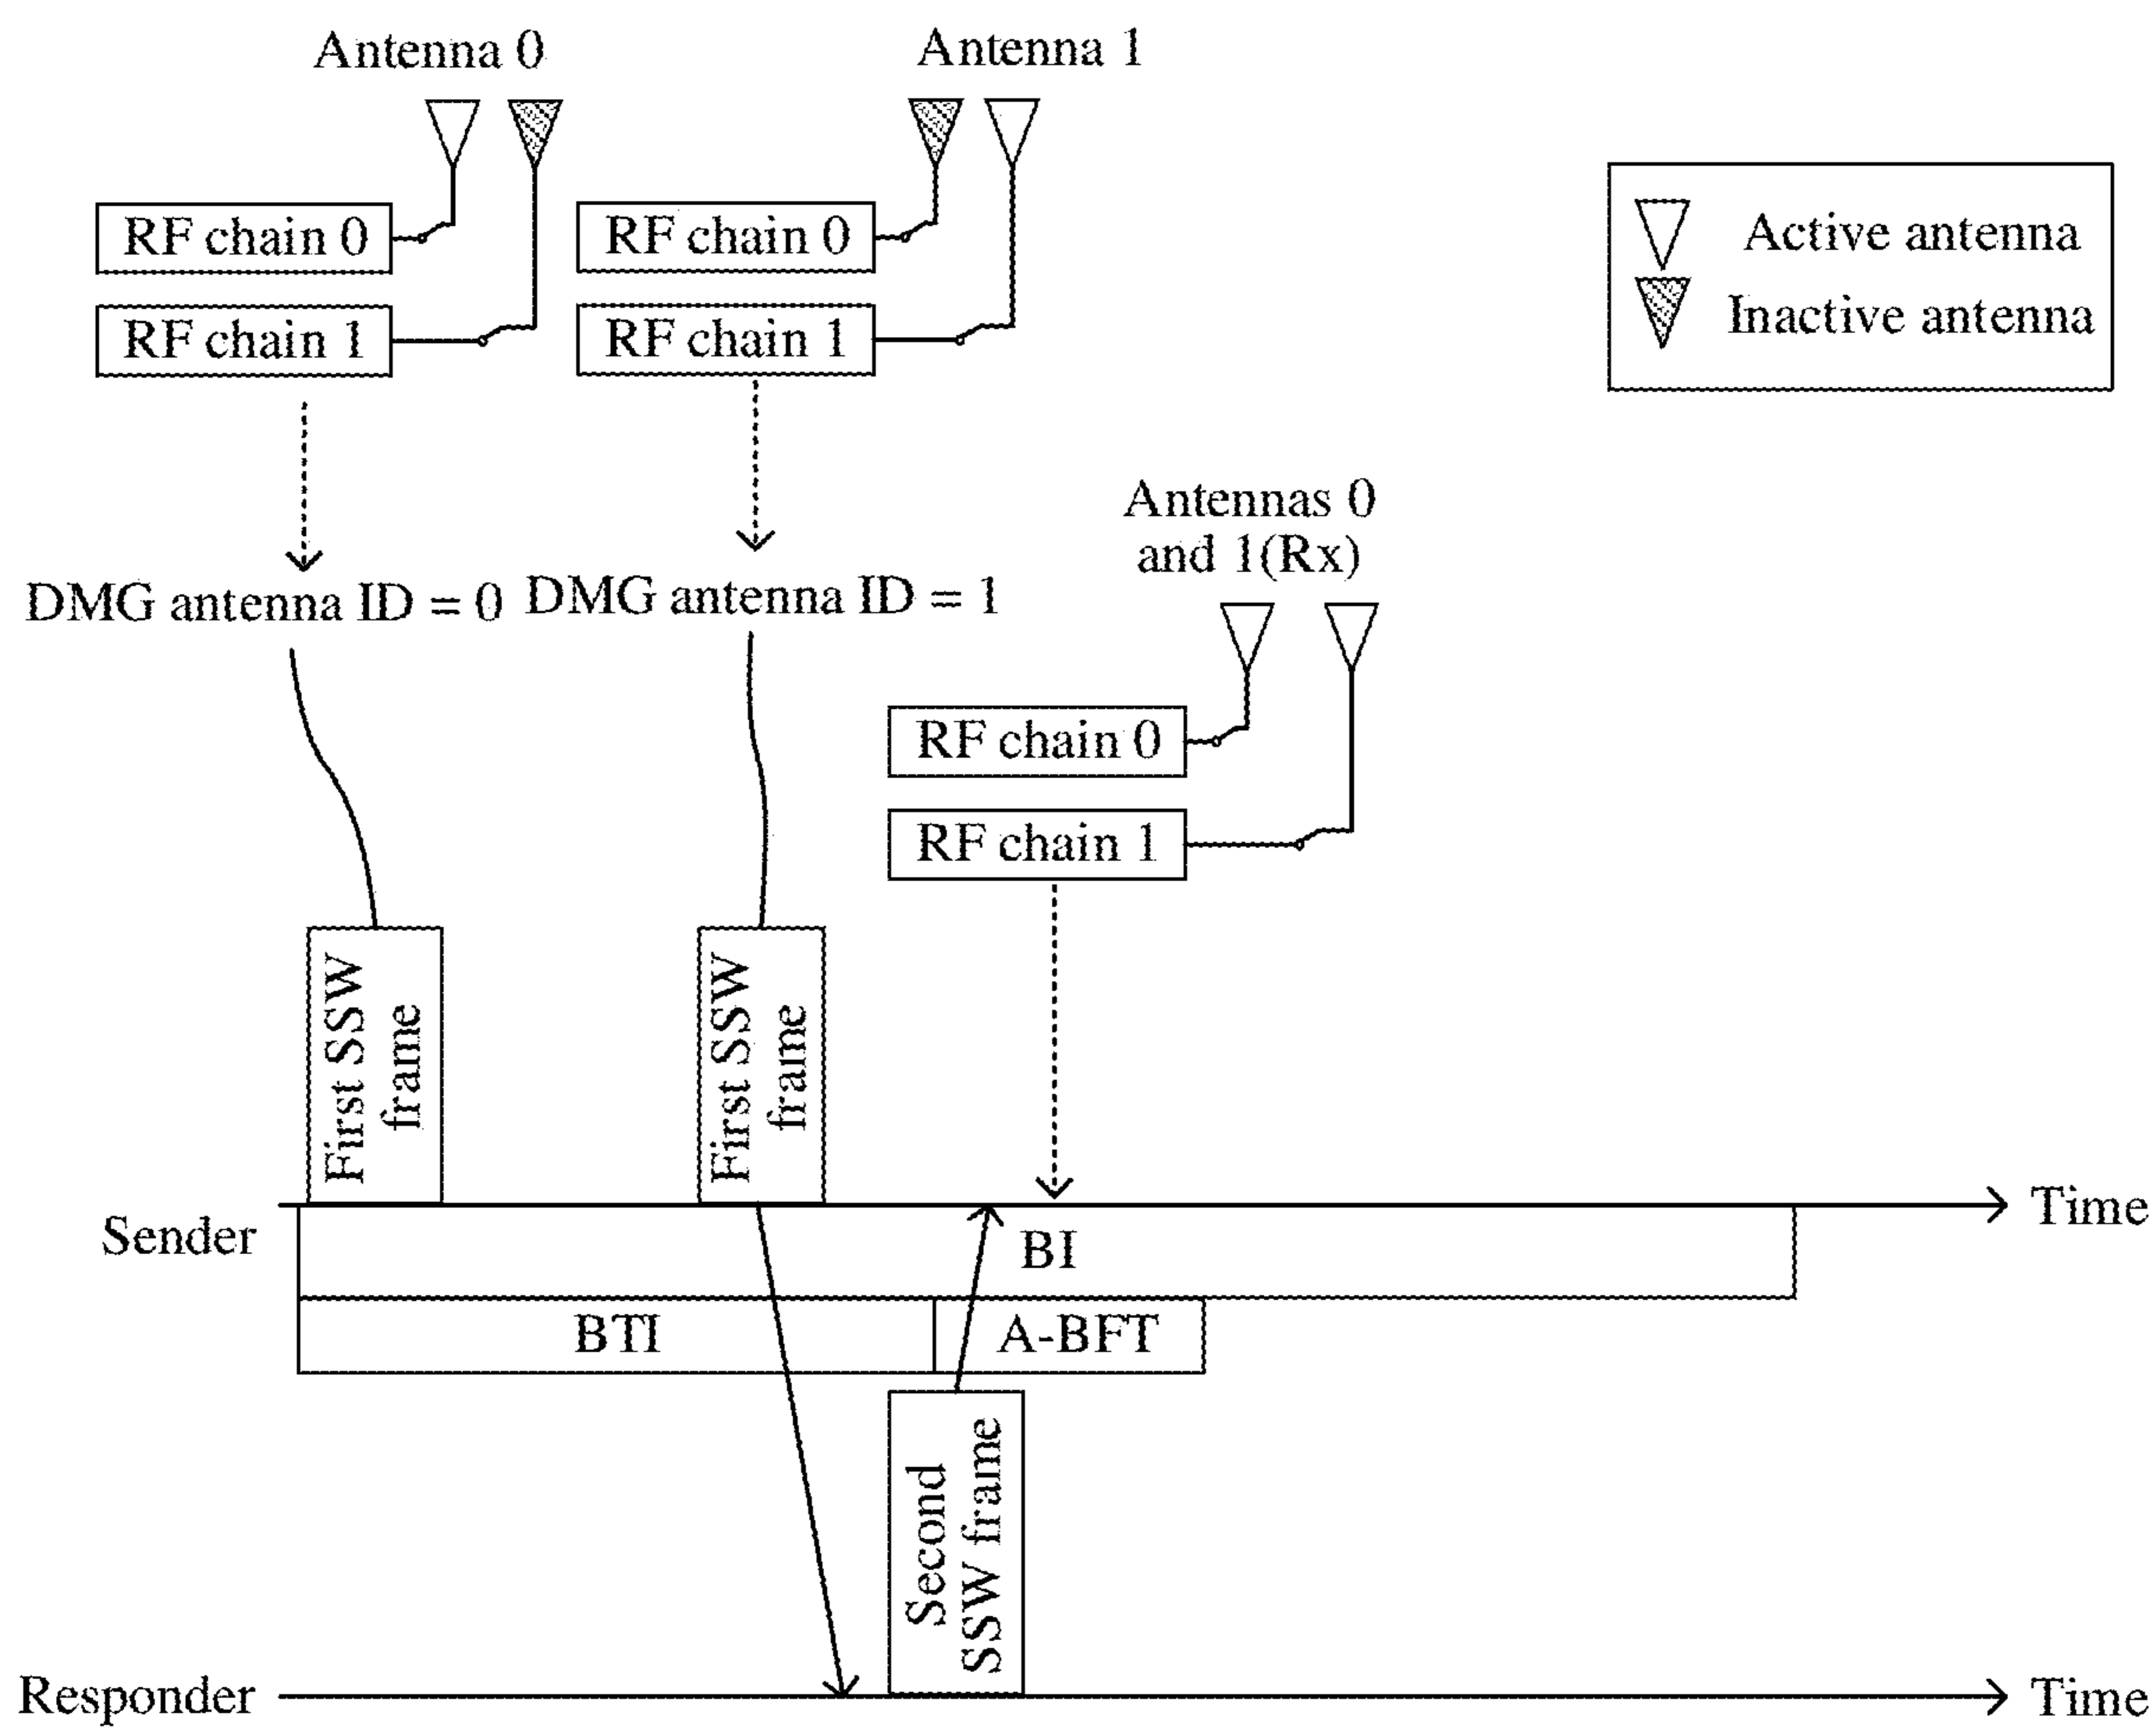 Antenna 0
Antenna 1
RF chain 0
RF chain 0
RF chain 1
RF chain 1
Active antenna
Inactive antenna
Antennas 0
and 1(Rx)
DMG antenna ID = 0
DMG antenna ID = 1
RF chain 0
RF chain 1
First SSW
frame
First SSW
frame
Time
Sender
BI
BTI
A-BFT
Second
SSW frame
Responder
Time